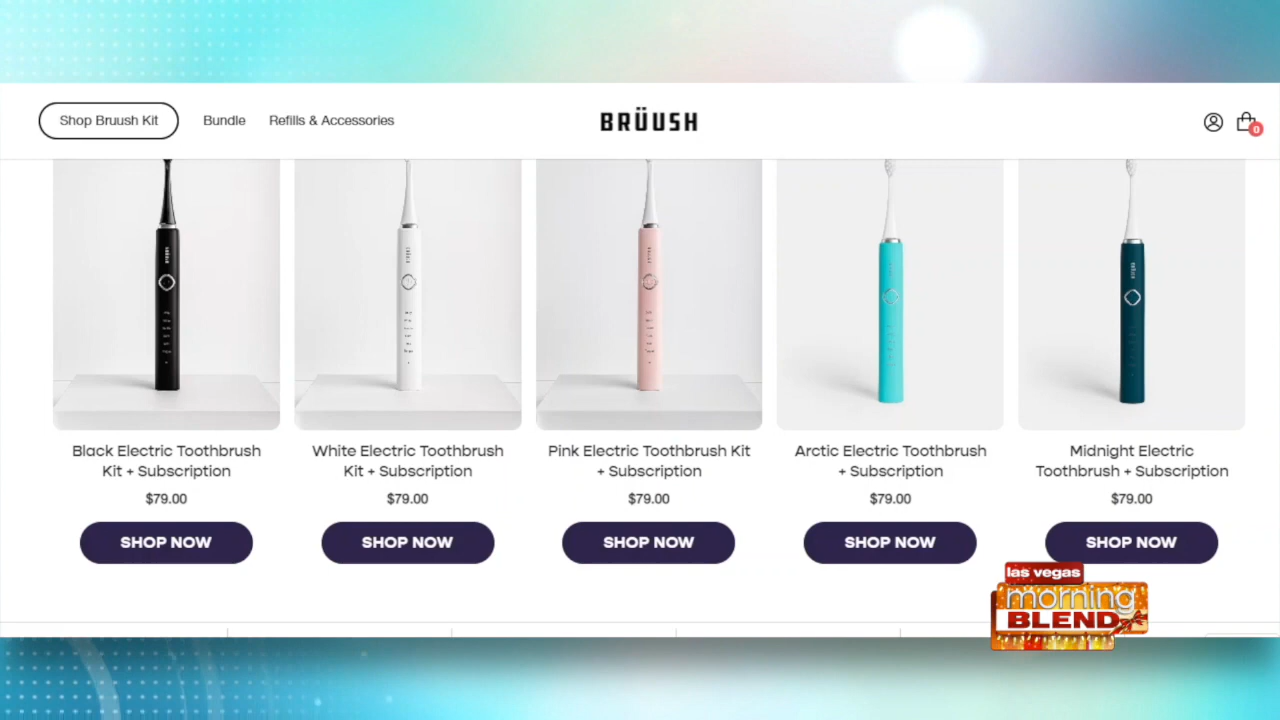 Shop Bruush Kit
Bundle
Refills & Accessories
BRÜUSH
0
Black Electric Toothbrush
Kit + Subscription
$79.00
SHOP NOW
White Electric Toothbrush
Kit + Subscription
$79.00
SHOP NOW
Pink Electric Toothbrush Kit
+ Subscription
$79.00
SHOP NOW
Arctic Electric Toothbrush
+ Subscription
$79.00
SHOP NOW
Midnight Electric
Toothbrush + Subscription
$79.00
SHOP NOW
las vegas
morning
BLEND